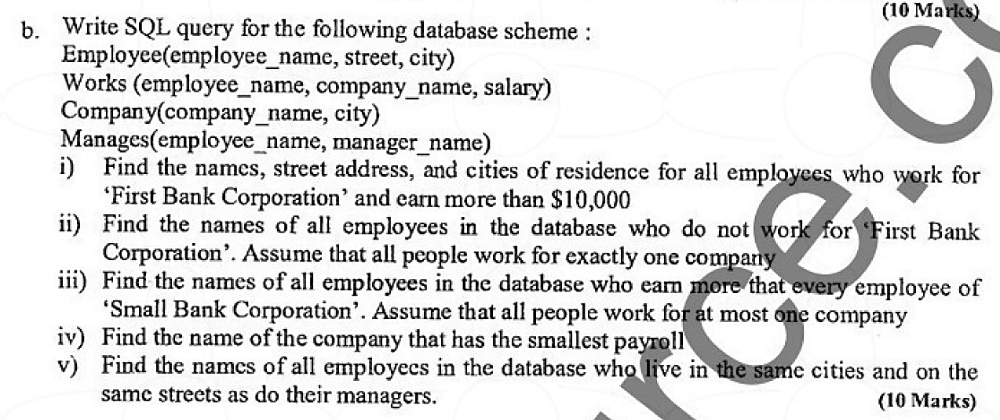 (10 Marks)
b. Write SQL query for the following database scheme :
Employee(employee_name, street, city)
Works (employee_name, company_name, salary)
Company(company_name, city)
Manages(employee_name, manager_name)
i) Find the names, street address, and cities of residence for all employees who work for
‘First Bank Corporation’ and earn more than $10,000
ii) Find the names of all employees in the database who do not work for ‘First Bank
Corporation’. Assume that all people work for exactly one company
iii) Find the names of all employees in the database who earn more that every employee of
‘Small Bank Corporation’. Assume that all people work for at most one company
iv) Find the name of the company that has the smallest payroll
v) Find the names of all employees in the database who live in the same cities and on the
same streets as do their managers.
(10 Marks)
rce.c